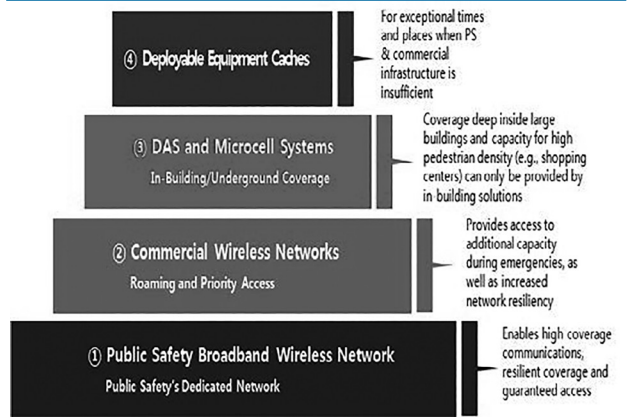 ④ Deployable Equipment Caches
For exceptional times
and places when PS
& commercial
infrastructure is
insufficient
③ DAS and Microcell Systems
In-Building/Underground Coverage
Coverage deep inside large
buildings and capacity for high
pedestrian density (e.g., shopping
centers) can only be provided by
in-building solutions
② Commercial Wireless Networks
Roaming and Priority Access
Provides access to
additional capacity
during emergencies, as
well as increased
network resiliency
① Public Safety Broadband Wireless Network
Public Safety's Dedicated Network
Enables high coverage
communications,
resilient coverage and
guaranteed access